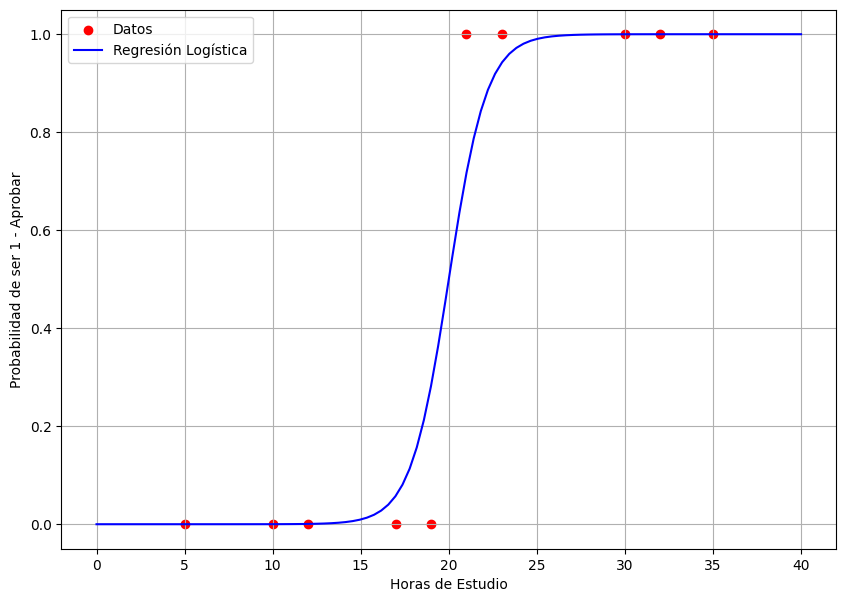 Datos
Regresión Logística
Probabilidad de ser 1 - Aprobar
1.0
0.8
0.6
0.4
0.2
0.0
0 5 10 15 20 25 30 35 40
Horas de Estudio